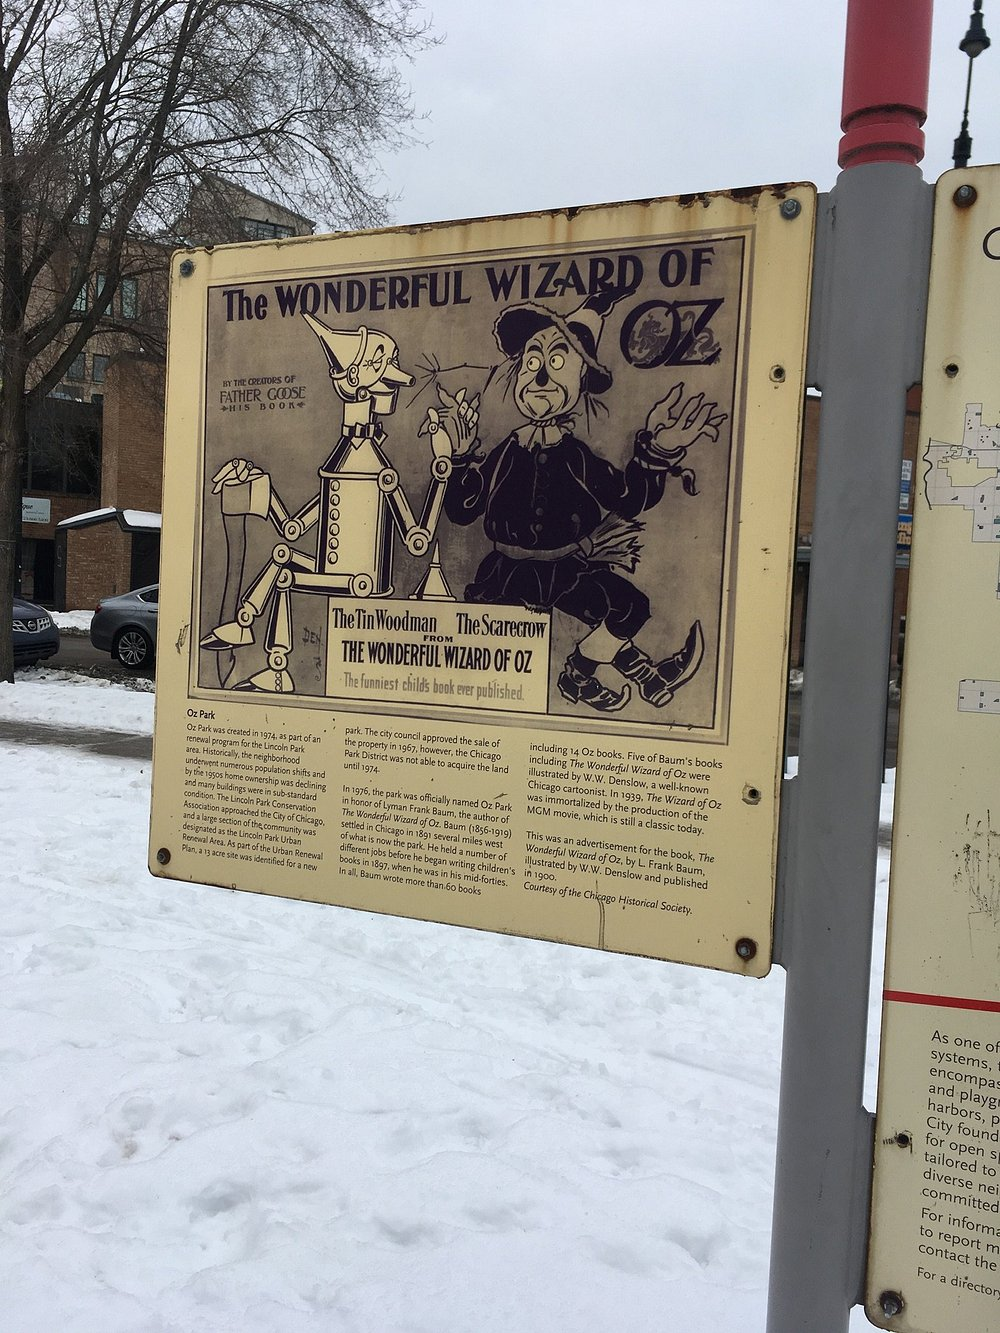 The WONDERFUL WIZARD OF
OZ
BY THE CREATORS OF
FATHER GOOSE
HIS BOOK
DEN
The Tin Woodman The Scarecrow
FROM
THE WONDERFUL WIZARD OF OZ
The funniest child's book ever published.
Oz Park
Oz Park was created in 1974, as part of an
renewal program for the Lincoln Park
area. Historically, the neighborhood
underwent numerous population shifts and
by the 1950s home ownership was declining
and many buildings were in sub-standard
condition. The Lincoln Park Conservation
Association approached the City of Chicago,
and a large section of the community was
designated as the Lincoln Park Urban
Renewal Area. As part of the Urban Renewal
Plan, a 13 acre site was identified for a new
park. The city council approved the sale of
the property in 1967, however, the Chicago
Park District was not able to acquire the land
until 1974.
In 1976, the park was officially named Oz Park
in honor of Lyman Frank Baum, the author of
The Wonderful Wizard of Oz. Baum (1856-1919)
settled in Chicago in 1891 several miles west
of what is now the park. He held a number of
different jobs before he began writing children's
books in 1897, when he was in his mid-forties.
In all, Baum wrote more than 60 books
including 14 Oz books. Five of Baum's books
including The Wonderful Wizard of Oz were
illustrated by W.W. Denslow, a well-known
Chicago cartoonist. In 1939, The Wizard of Oz
was immortalized by the production of the
MGM movie, which is still a classic today.
This was an advertisement for the book, The
Wonderful Wizard of Oz, by L. Frank Baum,
illustrated by W.W. Denslow and published
in 1900.
Courtesy of the Chicago Historical Society.
As one of
systems,
encompas
and playg
harbors, p
City found
for open s
tailored to
diverse nei
committed
For informa
to report m
contact the
For a directory